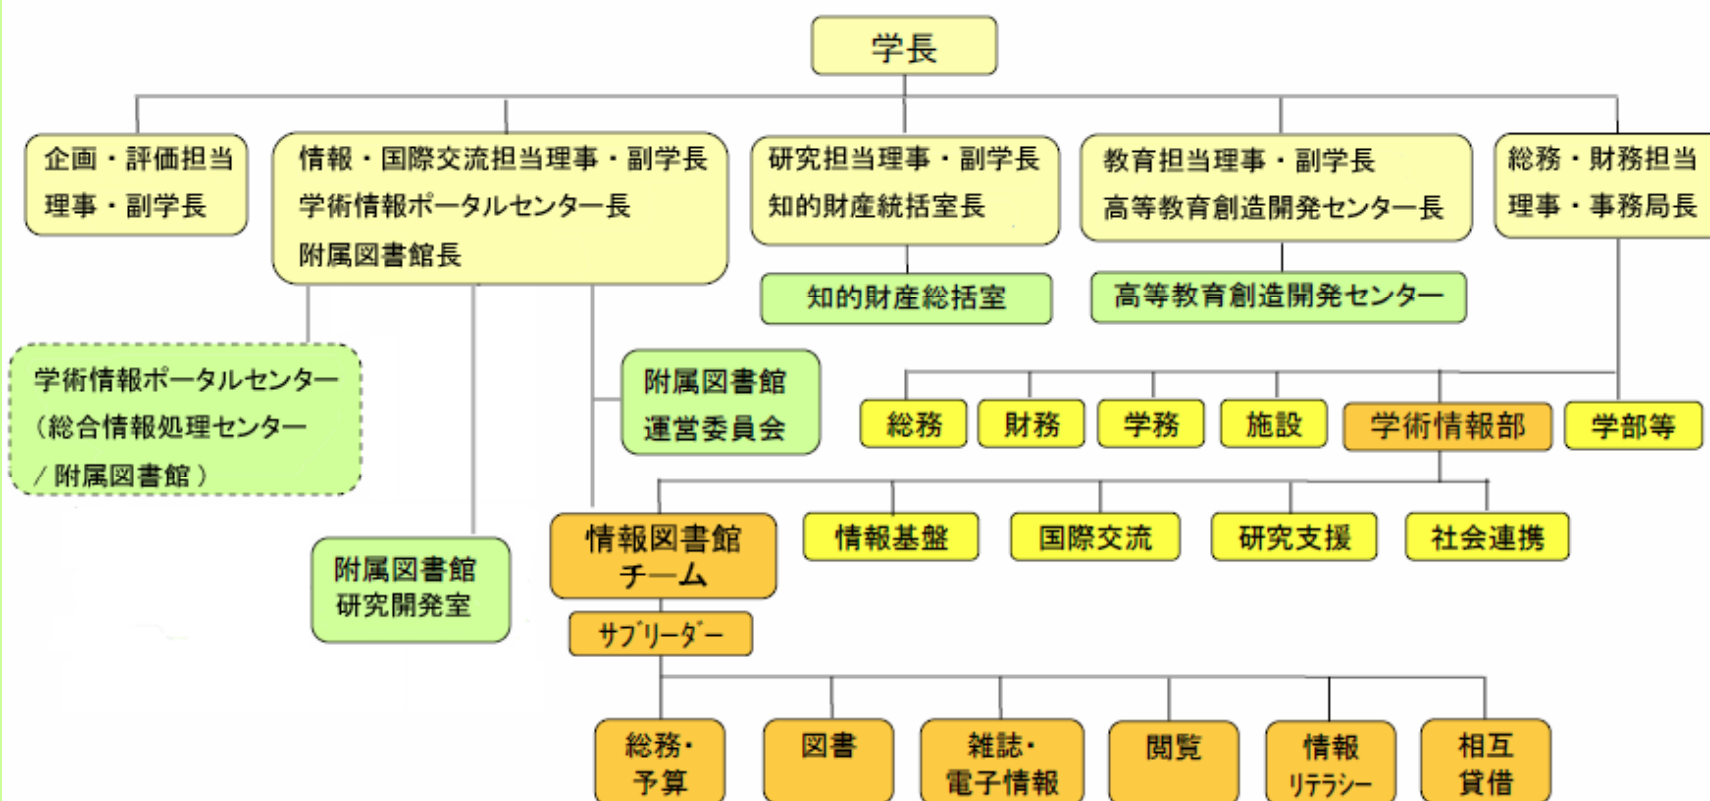 学長
企画・評価担当
理事・副学長
情報・国際交流担当理事・副学長
学術情報ポータルセンター長
附属図書館長
研究担当理事・副学長
知的財産統括室長
教育担当理事・副学長
高等教育創造開発センター長
総務・財務担当
理事・事務局長
知的財産総括室
高等教育創造開発センター
学術情報ポータルセンター
（総合情報処理センター
/ 附属図書館）
附属図書館
運営委員会
総務
財務
学務
施設
学術情報部
学部等
情報図書館
チーム
情報基盤
国際交流
研究支援
社会連携
附属図書館
研究開発室
ｻﾌﾞﾘｰﾀﾞｰ
総務・
予算
図書
雑誌・
電子情報
閲覧
情報
ﾘﾃﾗｼｰ
相互
貸借